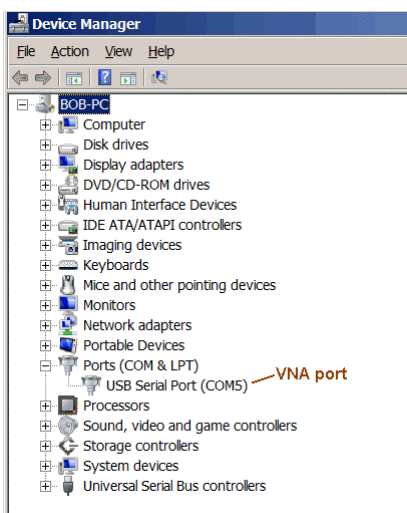 Device Manager
File Action View Help
BOB-PC
Computer
Disk drives
Display adapters
DVD/CD-ROM drives
Human Interface Devices
IDE ATA/ATAPI controllers
Imaging devices
Keyboards
Mice and other pointing devices
Monitors
Network adapters
Portable Devices
Ports (COM & LPT)
USB Serial Port (COM5) VNA port
Processors
Sound, video and game controllers
Storage controllers
System devices
Universal Serial Bus controllers